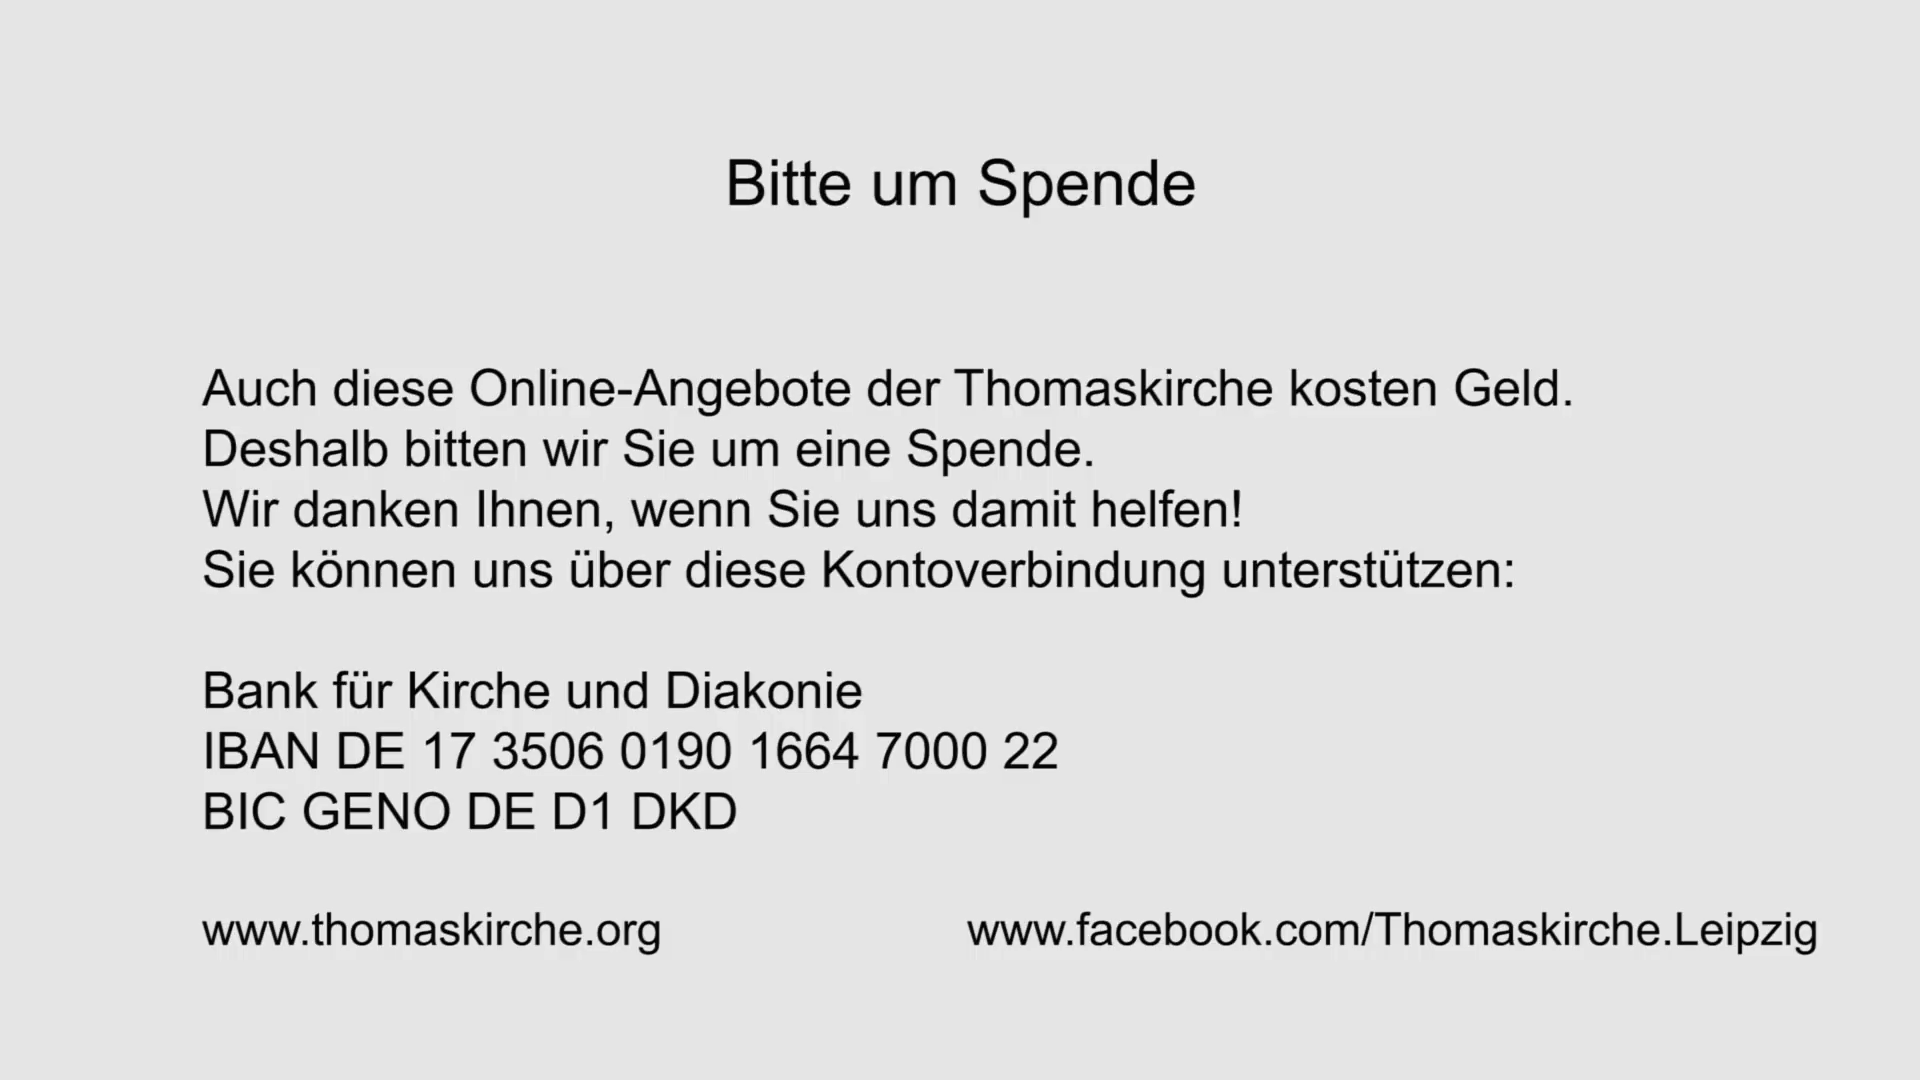 Bitte um Spende
Auch diese Online-Angebote der Thomaskirche kosten Geld.
Deshalb bitten wir Sie um eine Spende.
Wir danken Ihnen, wenn Sie uns damit helfen!
Sie können uns über diese Kontoverbindung unterstützen:
Bank für Kirche und Diakonie
IBAN DE 17 3506 0190 1664 7000 22
BIC GENO DE D1 DKD
www.thomaskirche.org
www.facebook.com/Thomaskirche.Leipzig